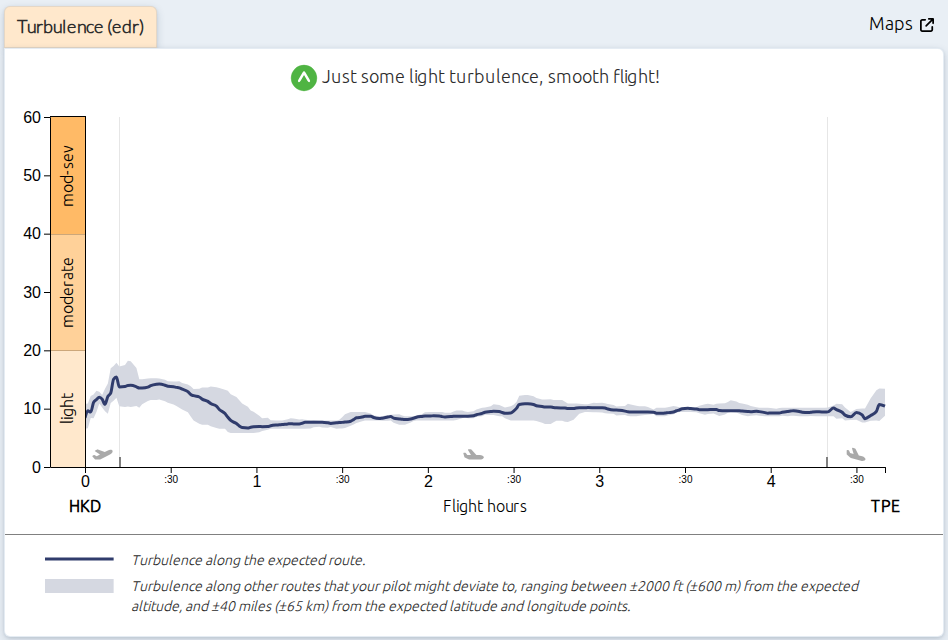 Turbulence (edr)
Maps
Just some light turbulence, smooth flight!
60
50
40
30
20
10
0
mod-sev
moderate
light
0 :30 1 :30 2 :30 3 :30 4 :30
HKD Flight hours TPE
Turbulence along the expected route.
Turbulence along other routes that your pilot might deviate to, ranging between ±2000 ft (±600 m) from the expected
altitude, and ±40 miles (±65 km) from the expected latitude and longitude points.